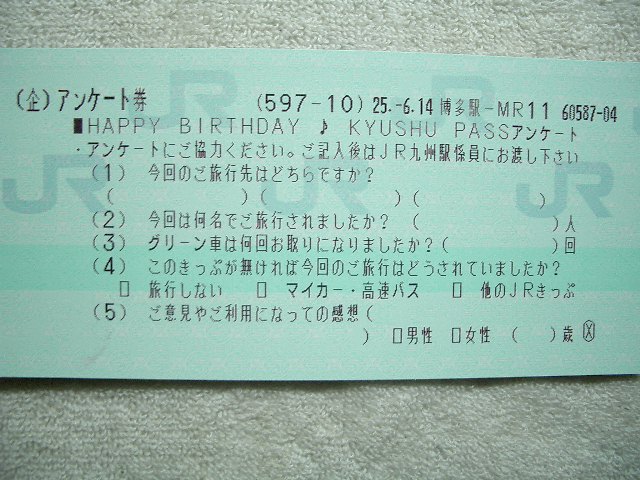 (企)アンケート券 (597-10) 25.-6.14 博多駅-MR11 60587-04
■HAPPY BIRTHDAY ♪ KYUSHU PASSアンケート
・アンケートにご協力ください。ご記入後はJR九州駅係員にお渡し下さい
(1) 今回のご旅行先はどちらですか?
( )( )( )
(2) 今回は何名でご旅行されましたか? ( )人
(3) グリーン車は何回お取りになりましたか?( )回
(4) このきっぷが無ければ今回のご旅行はどうされていましたか?
□ 旅行しない □ マイカー・高速バス □ 他のJRきっぷ
(5) ご意見やご利用になっての感想(
) □男性 □女性 ( )歳 Ⓧ